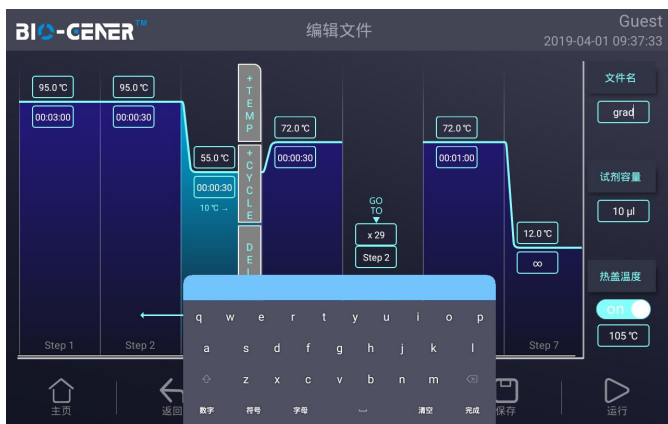 BIO-GENER™
编辑文件
Guest
2019-04-01 09:37:33
95.0℃
00:03:00
Step 1
95.0℃
00:00:30
Step 2
55.0℃
00:00:30
10℃→
+TEMP
+CYCLE
DEL
72.0℃
00:00:30
GO
TO
x 29
Step 2
72.0℃
00:01:00
12.0℃
∞
Step 7
文件名
grad
试剂容量
10 µl
热盖温度
on
105℃
q w e r t y u i o p
a s d f g h j k l
z x c v b n m
数字 符号 字母 清空 完成
主页
返回
保存
运行